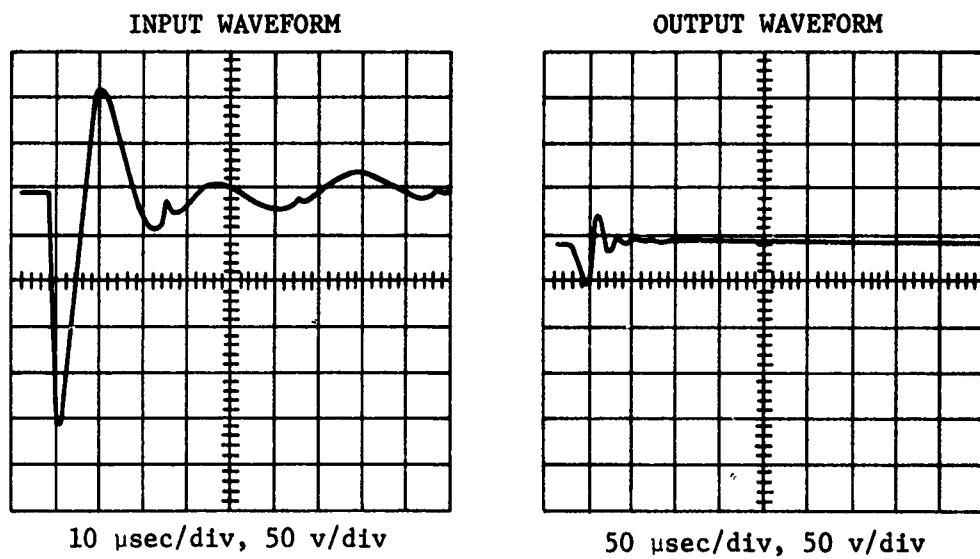 INPUT WAVEFORM
OUTPUT WAVEFORM
10 μsec/div, 50 v/div
50 μsec/div, 50 v/div